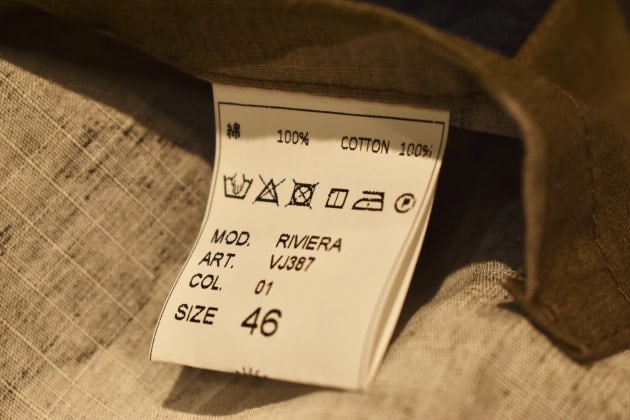 綿 100% COTTON 100%
P
MOD. RIVIERA
ART. VJ387
COL. 01
SIZE 46